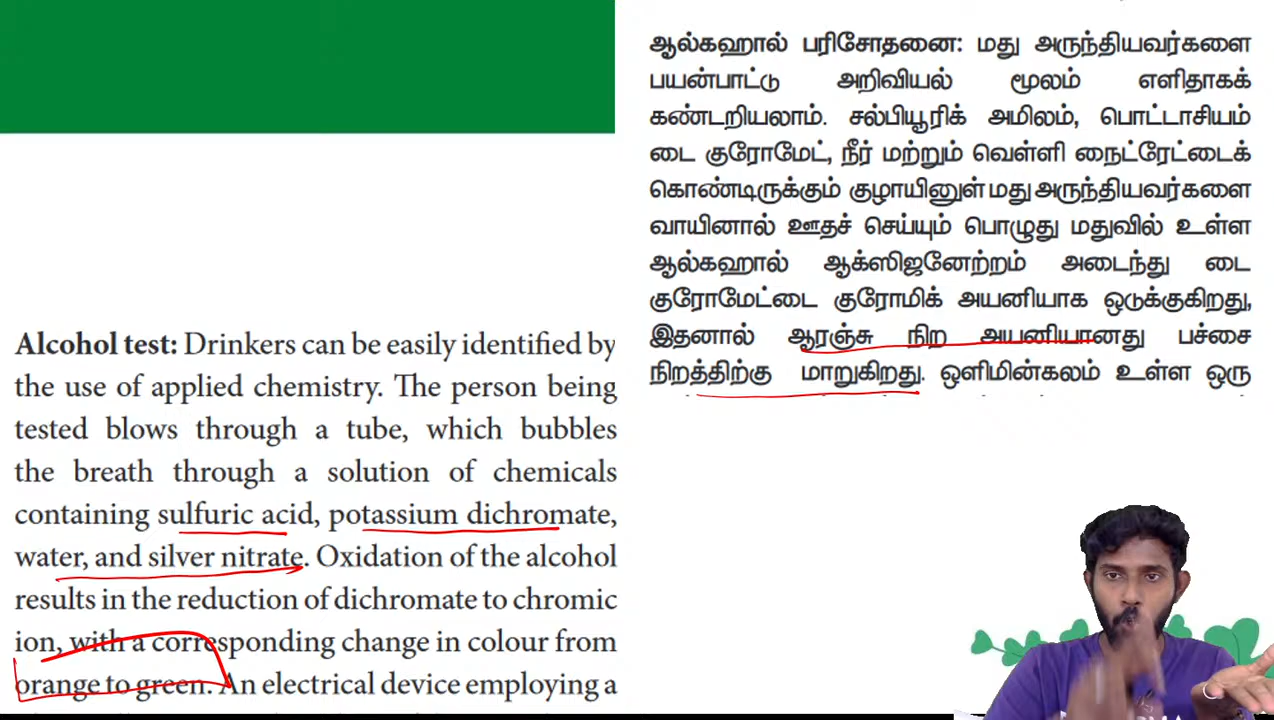 ஆல்கஹால் பரிசோதனை: மது அருந்தியவர்களை
பயன்பாட்டு அறிவியல் மூலம் எளிதாகக்
கண்டறியலாம். சல்பியூரிக் அமிலம், பொட்டாசியம்
டை குரோமேட், நீர் மற்றும் வெள்ளி நைட்ரேட்டைக்
கொண்டிருக்கும் குழாயினுள் மது அருந்தியவர்களை
வாயினால் ஊதச் செய்யும் பொழுது மதுவில் உள்ள
ஆல்கஹால் ஆக்ஸிஜனேற்றம் அடைந்து டை
குரோமேட்டை குரோமிக் அயனியாக ஒடுக்குகிறது,
இதனால் ஆரஞ்சு நிற அயனியானது பச்சை
நிறத்திற்கு மாறுகிறது. ஒளிமின்கலம் உள்ள ஒரு
Alcohol test: Drinkers can be easily identified by
the use of applied chemistry. The person being
tested blows through a tube, which bubbles
the breath through a solution of chemicals
containing sulfuric acid, potassium dichromate,
water, and silver nitrate. Oxidation of the alcohol
results in the reduction of dichromate to chromic
ion, with a corresponding change in colour from
orange to green. An electrical device employing a